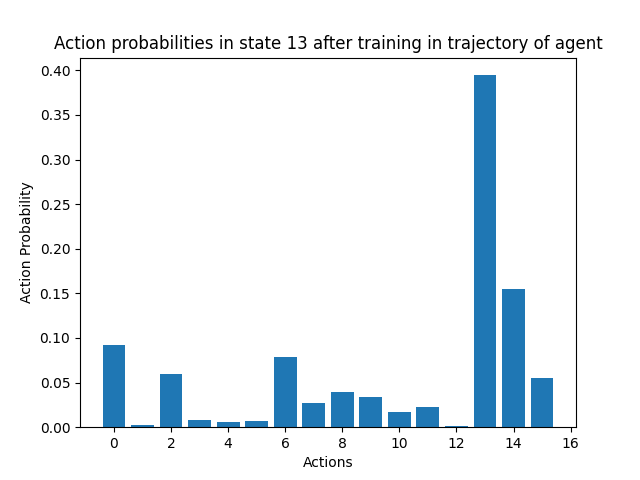 Action probabilities in state 13 after training in trajectory of agent
0.40
0.35
0.30
0.25
0.20
0.15
0.10
0.05
0.00
Action Probability
0 2 4 6 8 10 12 14 16
Actions